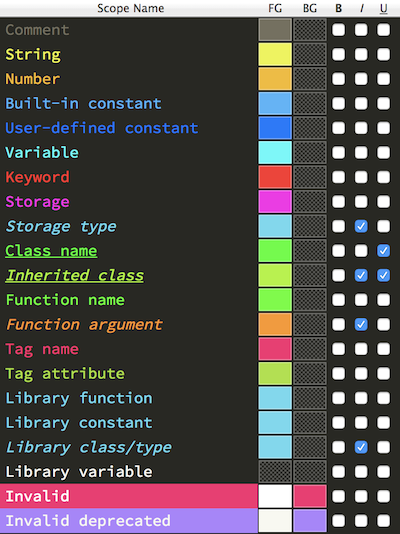 Scope Name FG BG B I U
Comment
String
Number
Built-in constant
User-defined constant
Variable
Keyword
Storage
Storage type
Class name
Inherited class
Function name
Function argument
Tag name
Tag attribute
Library function
Library constant
Library class/type
Library variable
Invalid
Invalid deprecated